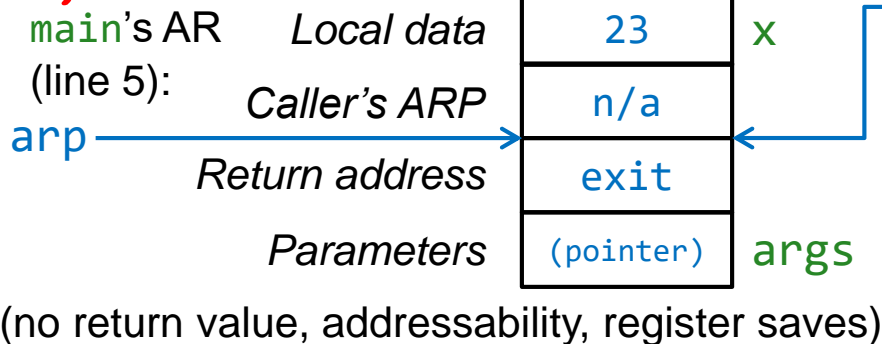 main’s AR Local data 23 x
(line 5):
Caller’s ARP n/a
arp
Return address exit
Parameters (pointer) args
(no return value, addressability, register saves)